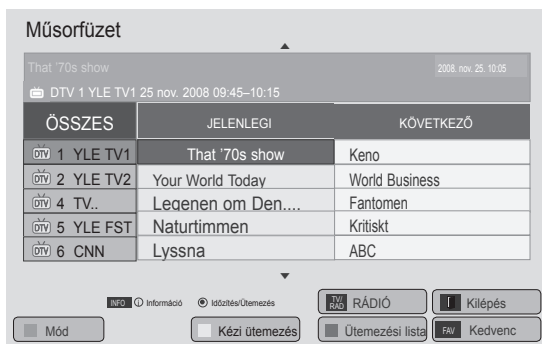 Műsorfüzet
That '70s show 2008. nov. 25. 10:05
DTV 1 YLE TV1 25 nov. 2008 09:45–10:15
ÖSSZES JELENLEGI KÖVETKEZŐ
DTV 1 YLE TV1 That '70s show Keno
DTV 2 YLE TV2 Your World Today World Business
DTV 4 TV.. Legenen om Den.... Fantomen
DTV 5 YLE FST Naturtimmen Kritiskt
DTV 6 CNN Lyssna ABC
INFO i Információ Időzítés/Ütemezés TV/RAD RÁDIÓ Kilépés
Mód Kézi ütemezés Ütemezési lista FAV Kedvenc